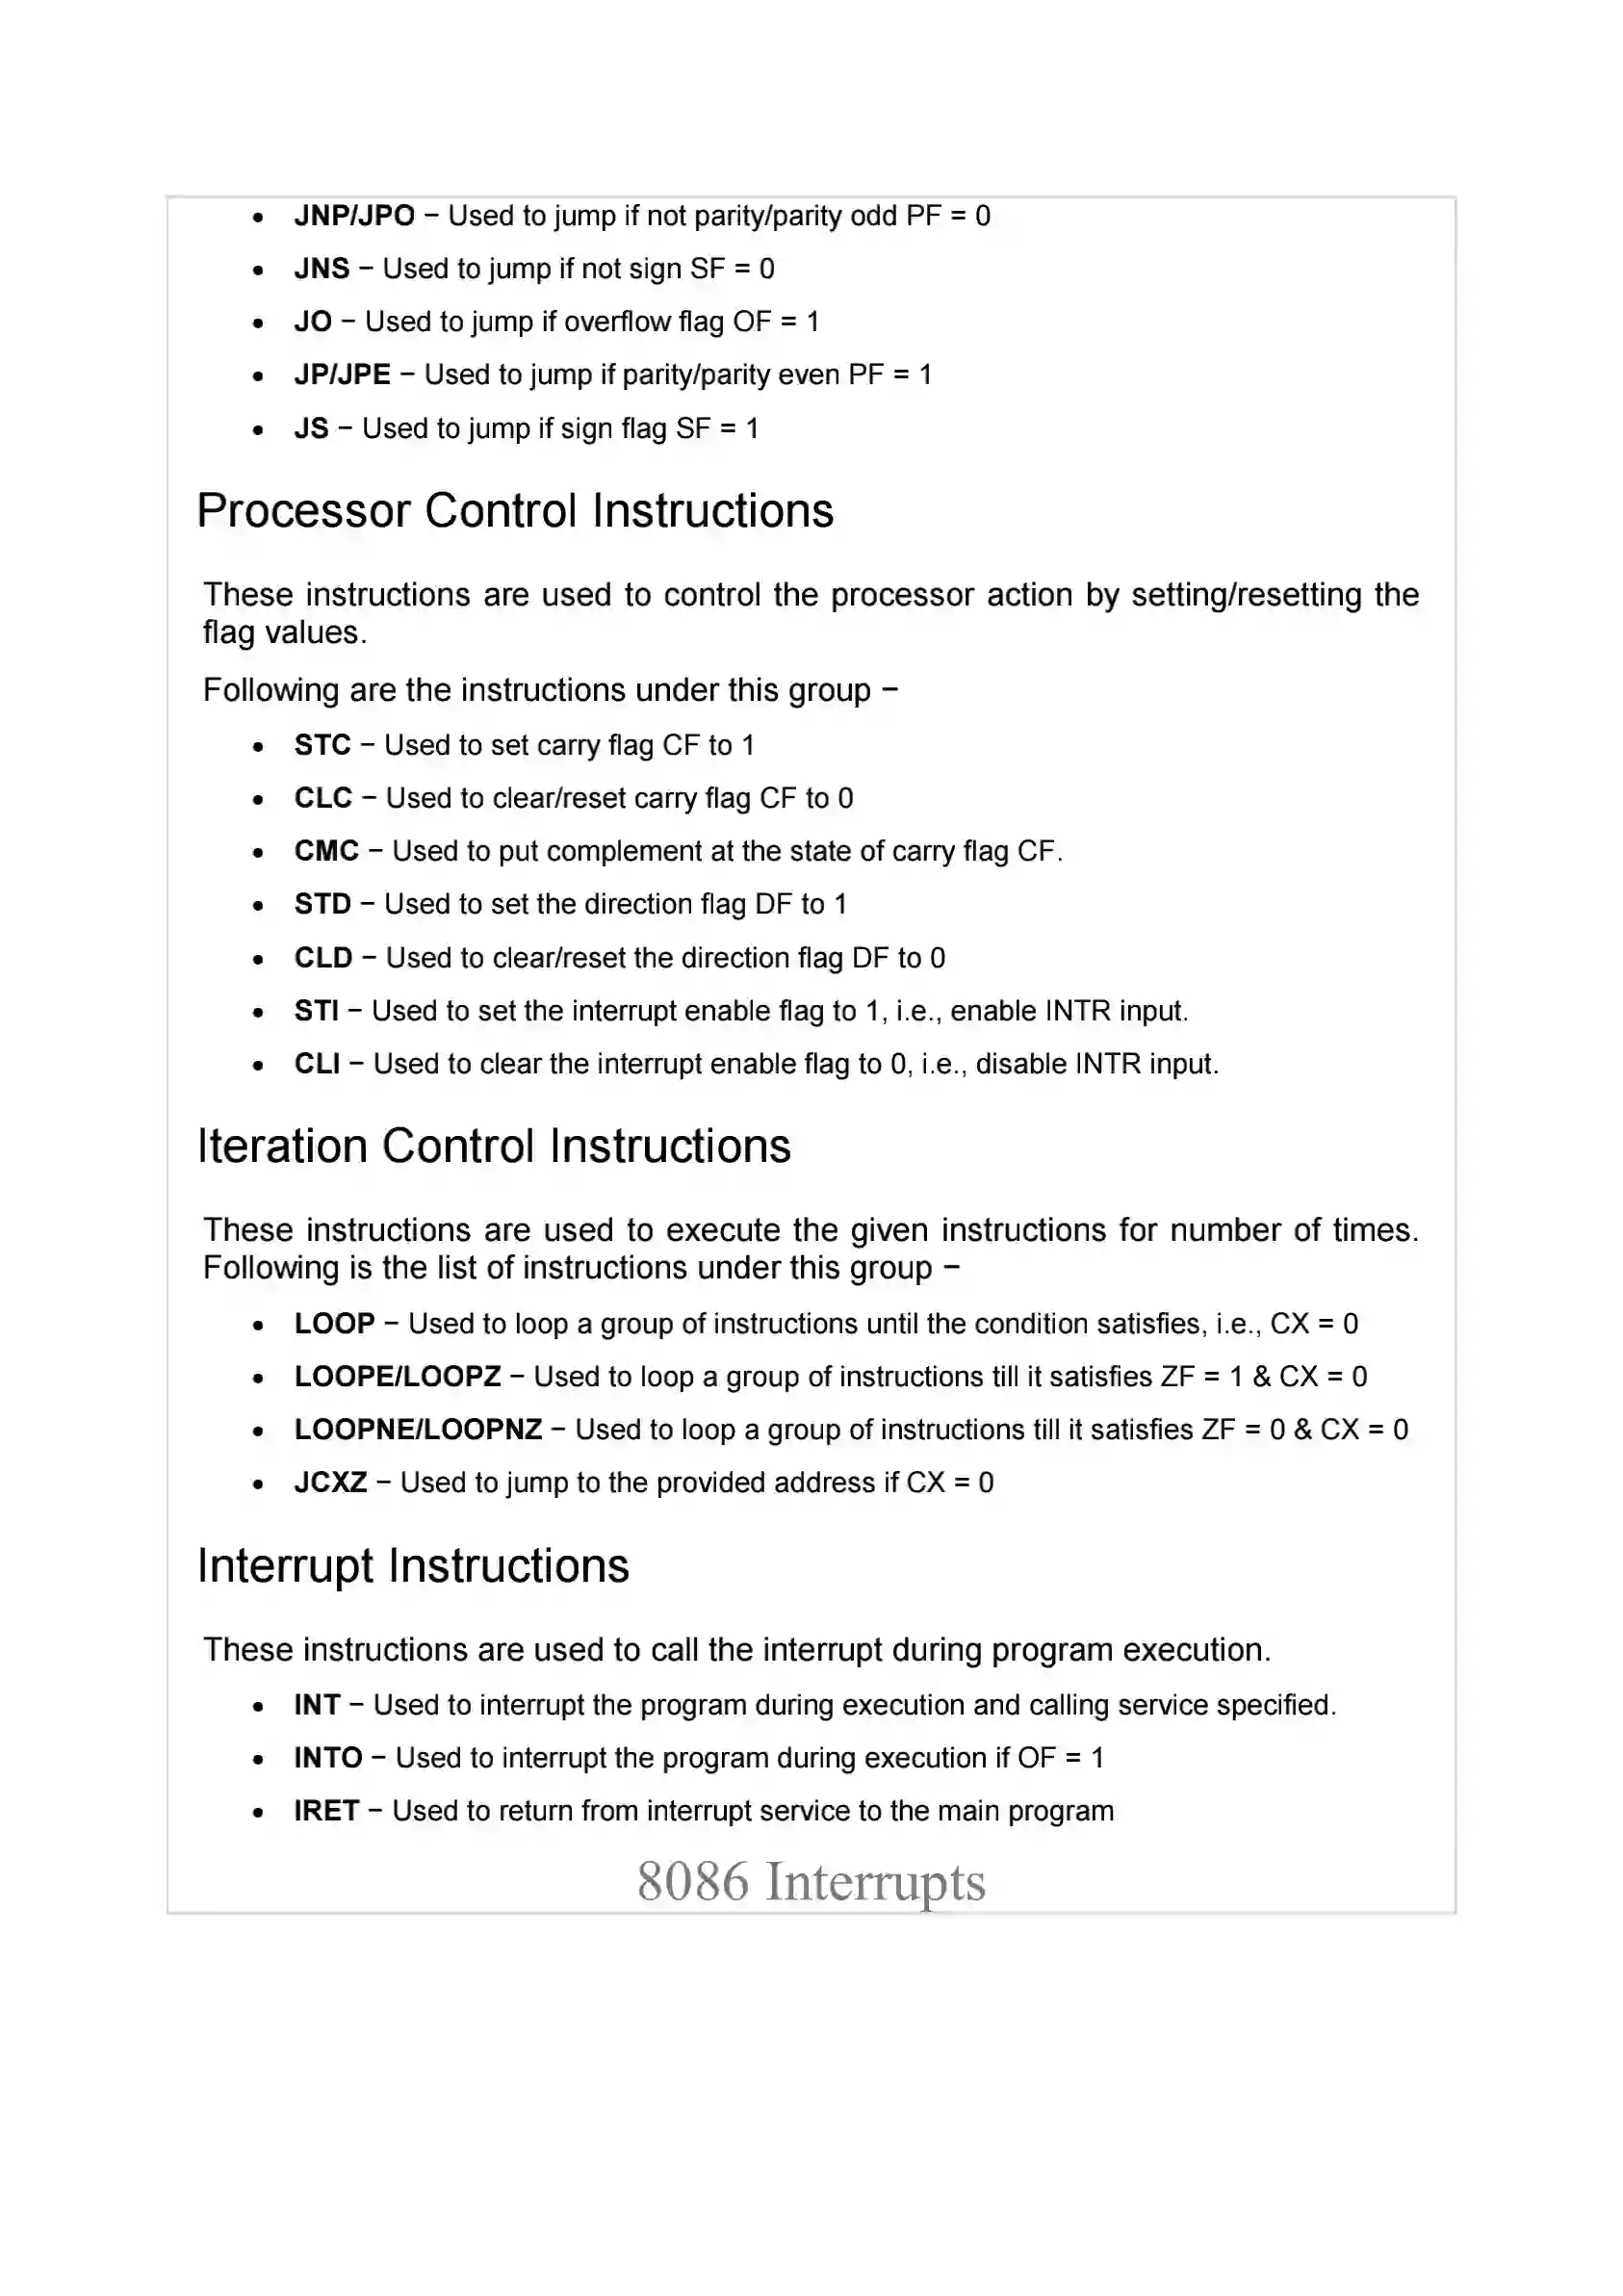 • JNP/JPO − Used to jump if not parity/parity odd PF = 0
• JNS − Used to jump if not sign SF = 0
• JO − Used to jump if overflow flag OF = 1
• JP/JPE − Used to jump if parity/parity even PF = 1
• JS − Used to jump if sign flag SF = 1
Processor Control Instructions
These instructions are used to control the processor action by setting/resetting the
flag values.
Following are the instructions under this group −
• STC − Used to set carry flag CF to 1
• CLC − Used to clear/reset carry flag CF to 0
• CMC − Used to put complement at the state of carry flag CF.
• STD − Used to set the direction flag DF to 1
• CLD − Used to clear/reset the direction flag DF to 0
• STI − Used to set the interrupt enable flag to 1, i.e., enable INTR input.
• CLI − Used to clear the interrupt enable flag to 0, i.e., disable INTR input.
Iteration Control Instructions
These instructions are used to execute the given instructions for number of times.
Following is the list of instructions under this group −
• LOOP − Used to loop a group of instructions until the condition satisfies, i.e., CX = 0
• LOOPE/LOOPZ − Used to loop a group of instructions till it satisfies ZF = 1 & CX = 0
• LOOPNE/LOOPNZ − Used to loop a group of instructions till it satisfies ZF = 0 & CX = 0
• JCXZ − Used to jump to the provided address if CX = 0
Interrupt Instructions
These instructions are used to call the interrupt during program execution.
• INT − Used to interrupt the program during execution and calling service specified.
• INTO − Used to interrupt the program during execution if OF = 1
• IRET − Used to return from interrupt service to the main program
8086 Interrupts